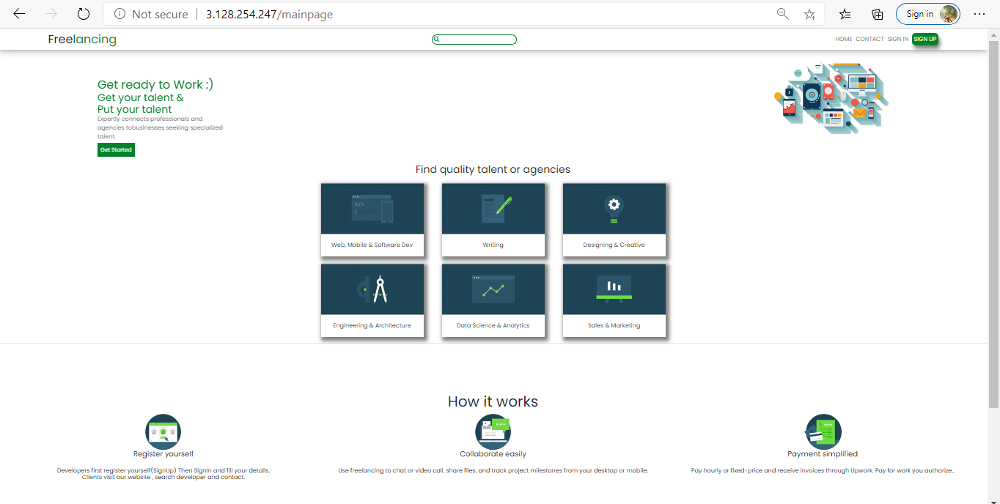 Not secure
3.128.254.247/mainpage
Sign in
Freelancing
HOME CONTACT SIGN IN SIGN UP
Get ready to Work :)
Get your talent &
Put your talent
Expertly connects professionals and
agencies tobusinesses seeking specialized
talent.
Get Started
Find quality talent or agencies
Web, Mobile & Software Dev
Writing
Designing & Creative
Engineering & Architecture
Data Science & Analytics
Sales & Marketing
How it works
Register yourself
Collaborate easily
Payment simplified
Developers first register yourself(SignUp) Then Signin and fill your details.
Clients visit our website , search developer and contact.
Use freelancing to chat or video call, share files, and track project milestones from your desktop or mobile.
Pay hourly or fixed-price and receive invoices through Upwork. Pay for work you authorize..